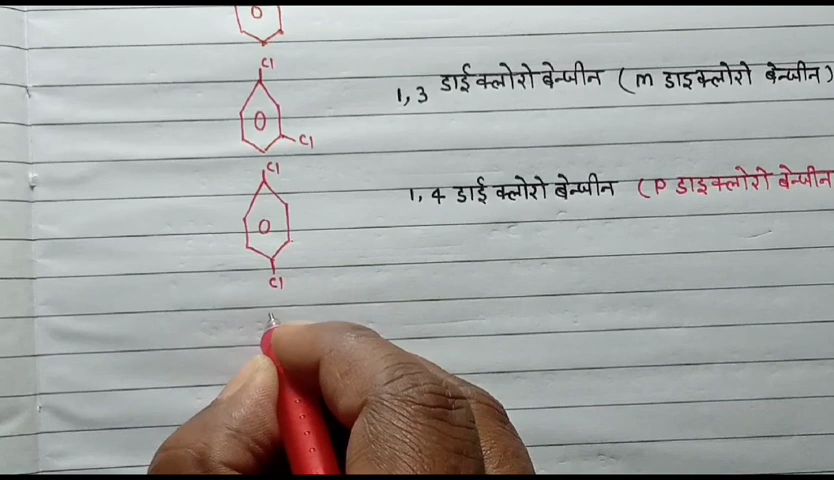 Cl
1, 3 डाई क्लोरो बेन्जीन (m डाइक्लोरो बेन्जीन)
Cl
Cl
1, 4 डाई क्लोरो बेन्जीन (p डाइक्लोरो बेन्जीन
Cl